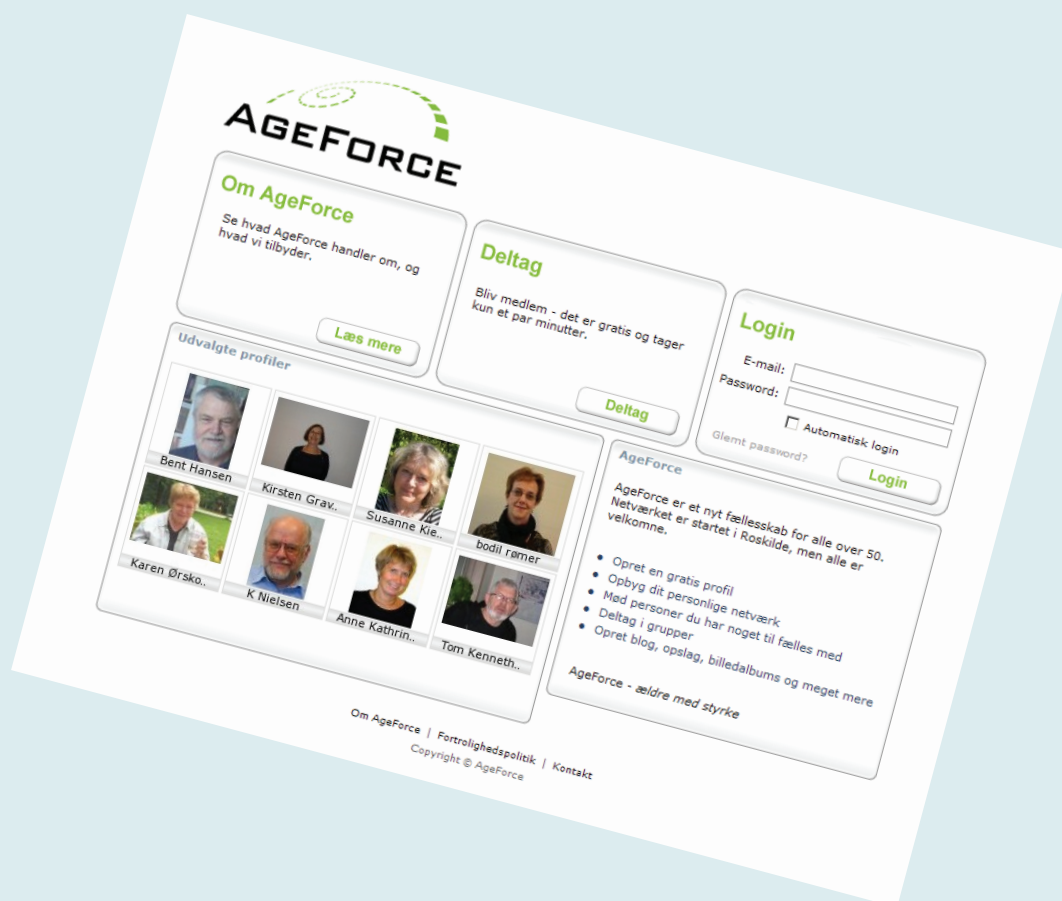 AGEFORCE
Om AgeForce
Se hvad AgeForce handler om, og
hvad vi tilbyder.
Læs mere
Deltag
Bliv medlem - det er gratis og tager
kun et par minutter.
Deltag
Login
E-mail:
Password:
Automatisk login
Glemt password?
Login
Udvalgte profiler
Bent Hansen
Kirsten Grav..
Susanne Kie..
bodil rømer
Karen Ørsko..
K Nielsen
Anne Kathrin..
Tom Kenneth..
AgeForce
AgeForce er et nyt fællesskab for alle over 50.
Netværket er startet i Roskilde, men alle er
velkomne.
• Opret en gratis profil
• Opbyg dit personlige netværk
• Mød personer du har noget til fælles med
• Deltag i grupper
• Opret blog, opslag, billedalbums og meget mere
AgeForce - ældre med styrke
Om AgeForce | Fortrolighedspolitik | Kontakt
Copyright © AgeForce